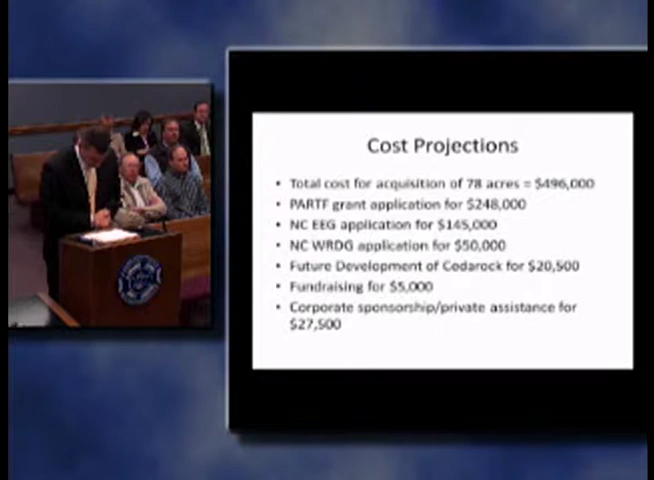 Cost Projections
• Total cost for acquisition of 78 acres = $496,000
• PARTF grant application for $248,000
• NC EEG application for $145,000
• NC WRDG application for $50,000
• Future Development of Cedarock for $20,500
• Fundraising for $5,000
• Corporate sponsorship/private assistance for
$27,500